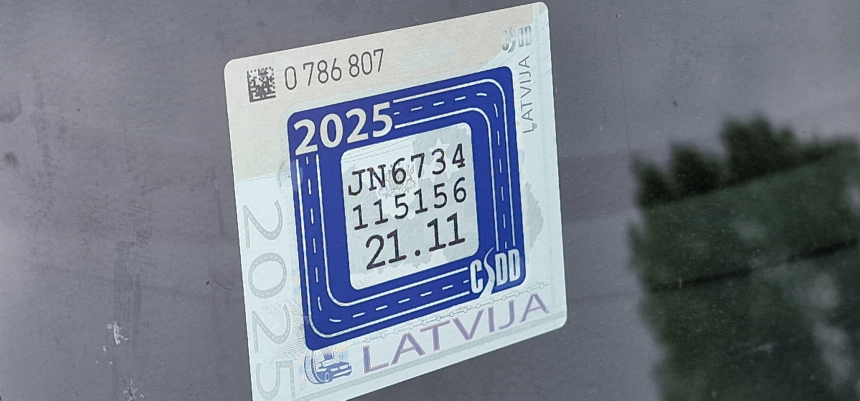 0 786 807
CSDD
LATVIJA
2025
JN6734
115156
21.11
CSDD
2025
LATVIJA